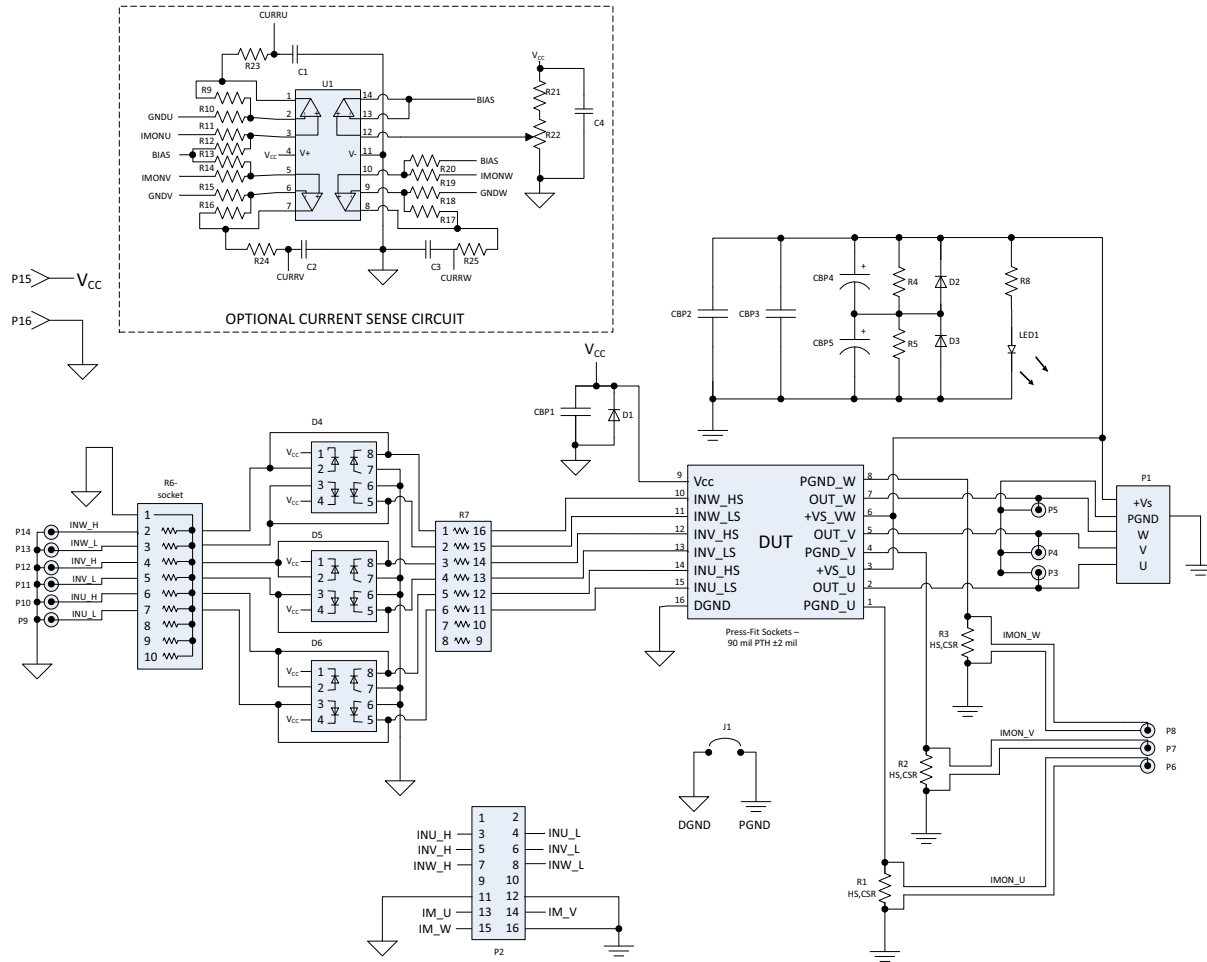 CURRU
R23
C1
U1
R9
R10
GNDU
R11
IMONU
R12
BIAS
R13
R14
IMONV
R15
GNDV
R16
1
2
3
Vcc 4 V+
5
6
7
14
13
12
V- 11
10
9
8
BIAS
Vcc
R21
R22
C4
BIAS
R20
IMONW
R19
GNDW
R18
R17
R24
C2
C3
R25
CURRV
CURRW
OPTIONAL CURRENT SENSE CIRCUIT
P15
VCC
P16
CBP2
CBP3
CBP4
+
CBP5
+
R4
R5
D2
D3
R8
LED1
VCC
CBP1
D1
D4
Vcc 1 8
2 7
3 6
Vcc 4 5
D5
Vcc 1 8
2 7
3 6
Vcc 4 5
D6
Vcc 1 8
2 7
3 6
Vcc 4 5
R6-
socket
1
2
3
4
5
6
7
8
9
10
P14 INW_H
P13 INW_L
P12 INV_H
P11 INV_L
P10 INU_H
P9 INU_L
R7
1 16
2 15
3 14
4 13
5 12
6 11
7 10
8 9
9 Vcc
10 INW_HS
11 INW_LS
12 INV_HS
13 INV_LS
14 INU_HS
15 INU_LS
16 DGND
DUT
PGND_W 8
OUT_W 7
+VS_VW 6
OUT_V 5
PGND_V 4
+VS_U 3
OUT_U 2
PGND_U 1
Press-Fit Sockets –
90 mil PTH ±2 mil
P1
+Vs
PGND
W
V
U
P5
P4
P3
R3
HS,CSR
IMON_W
R2
HS,CSR
IMON_V
R1
HS,CSR
IMON_U
P8
P7
P6
J1
DGND
PGND
1 2
INU_H 3 4 INU_L
INV_H 5 6 INV_L
INW_H 7 8 INW_L
9 10
11 12
IM_U 13 14 IM_V
IM_W 15 16
P2